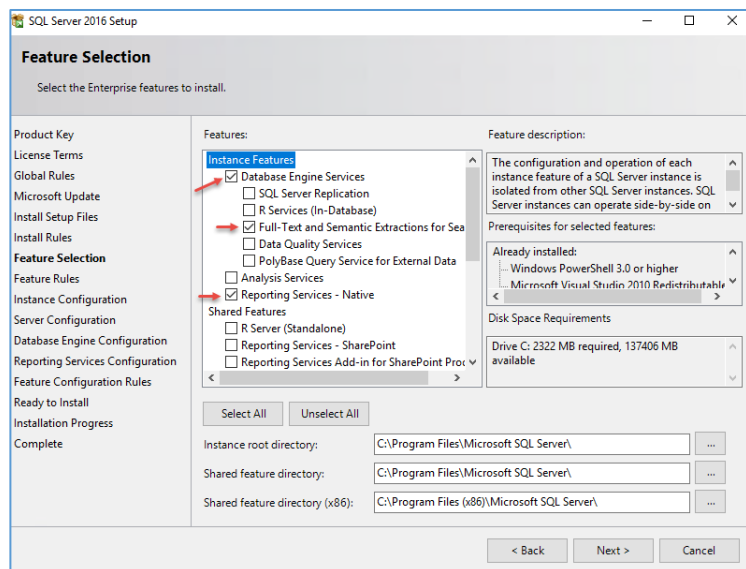 SQL Server 2016 Setup
Feature Selection
Select the Enterprise features to install.
Product Key
License Terms
Global Rules
Microsoft Update
Install Setup Files
Install Rules
Feature Selection
Feature Rules
Instance Configuration
Server Configuration
Database Engine Configuration
Reporting Services Configuration
Feature Configuration Rules
Ready to Install
Installation Progress
Complete
Features:
Instance Features
Database Engine Services
SQL Server Replication
R Services (In-Database)
Full-Text and Semantic Extractions for Sea
Data Quality Services
PolyBase Query Service for External Data
Analysis Services
Reporting Services - Native
Shared Features
R Server (Standalone)
Reporting Services - SharePoint
Reporting Services Add-in for SharePoint Proc
Feature description:
The configuration and operation of each
instance feature of a SQL Server instance is
isolated from other SQL Server instances. SQL
Server instances can operate side-by-side on
Prerequisites for selected features:
Already installed:
Windows PowerShell 3.0 or higher
Microsoft Visual Studio 2010 Redistributable
Disk Space Requirements
Drive C: 2322 MB required, 137406 MB
available
Select All
Unselect All
Instance root directory:
C:\Program Files\Microsoft SQL Server\
...
Shared feature directory:
C:\Program Files\Microsoft SQL Server\
...
Shared feature directory (x86):
C:\Program Files (x86)\Microsoft SQL Server\
...
< Back
Next >
Cancel